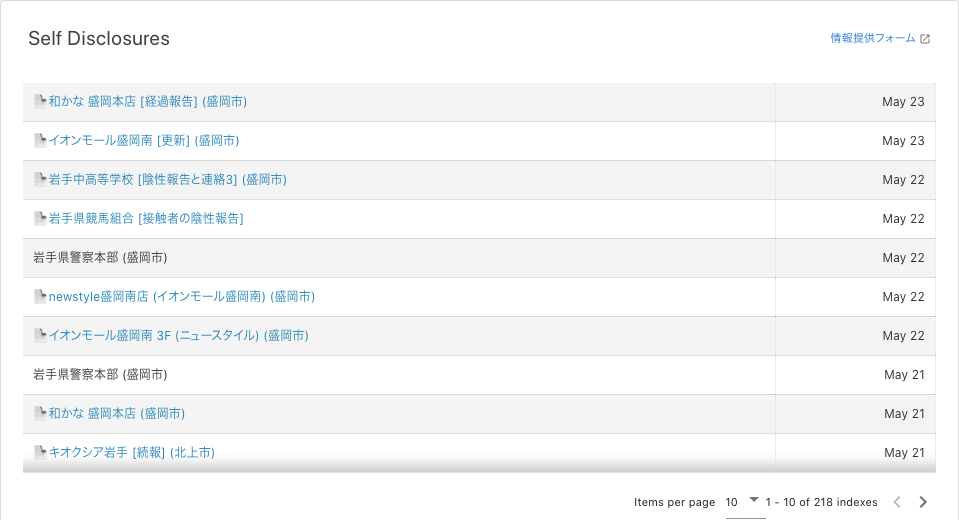 Self Disclosures
情報提供フォーム
和かな 盛岡本店 [経過報告] (盛岡市) May 23
イオンモール盛岡南 [更新] (盛岡市) May 23
岩手中高等学校 [陰性報告と連絡3] (盛岡市) May 22
岩手県競馬組合 [接触者の陰性報告] May 22
岩手県警察本部 (盛岡市) May 22
newstyle盛岡南店 (イオンモール盛岡南) (盛岡市) May 22
イオンモール盛岡南 3F (ニュースタイル) (盛岡市) May 22
岩手県警察本部 (盛岡市) May 21
和かな 盛岡本店 (盛岡市) May 21
キオクシア岩手 [続報] (北上市) May 21
Items per page 10 1 - 10 of 218 indexes